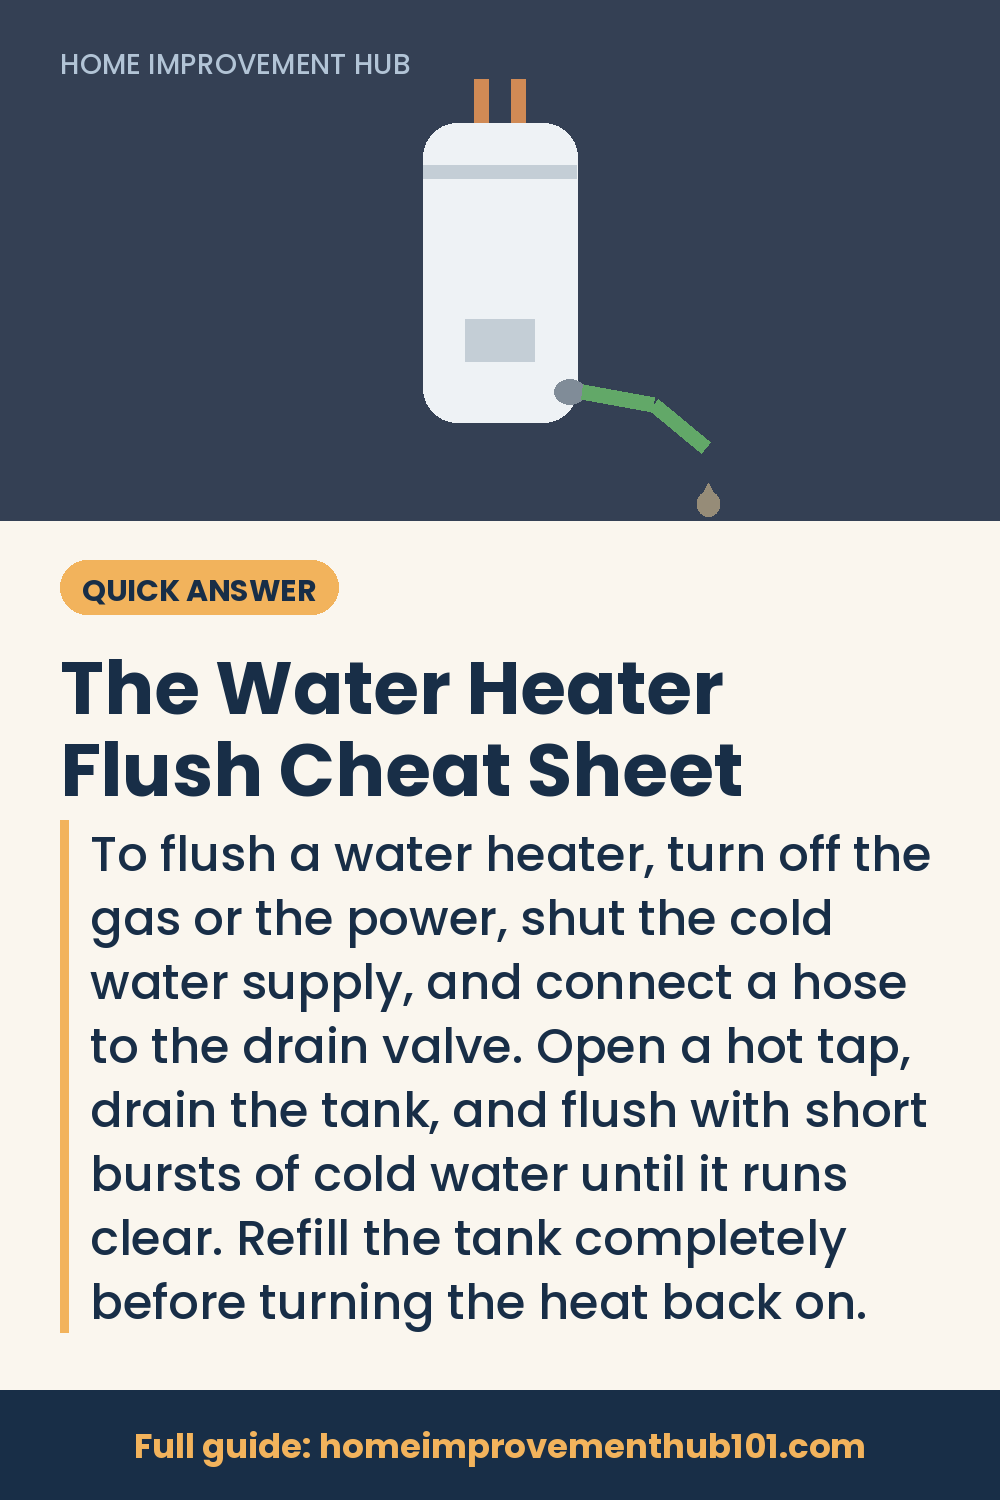 HOME IMPROVEMENT HUB
QUICK ANSWER
The Water Heater
Flush Cheat Sheet
To flush a water heater, turn off the
gas or the power, shut the cold
water supply, and connect a hose
to the drain valve. Open a hot tap,
drain the tank, and flush with short
bursts of cold water until it runs
clear. Refill the tank completely
before turning the heat back on.
Full guide: homeimprovementhub101.com